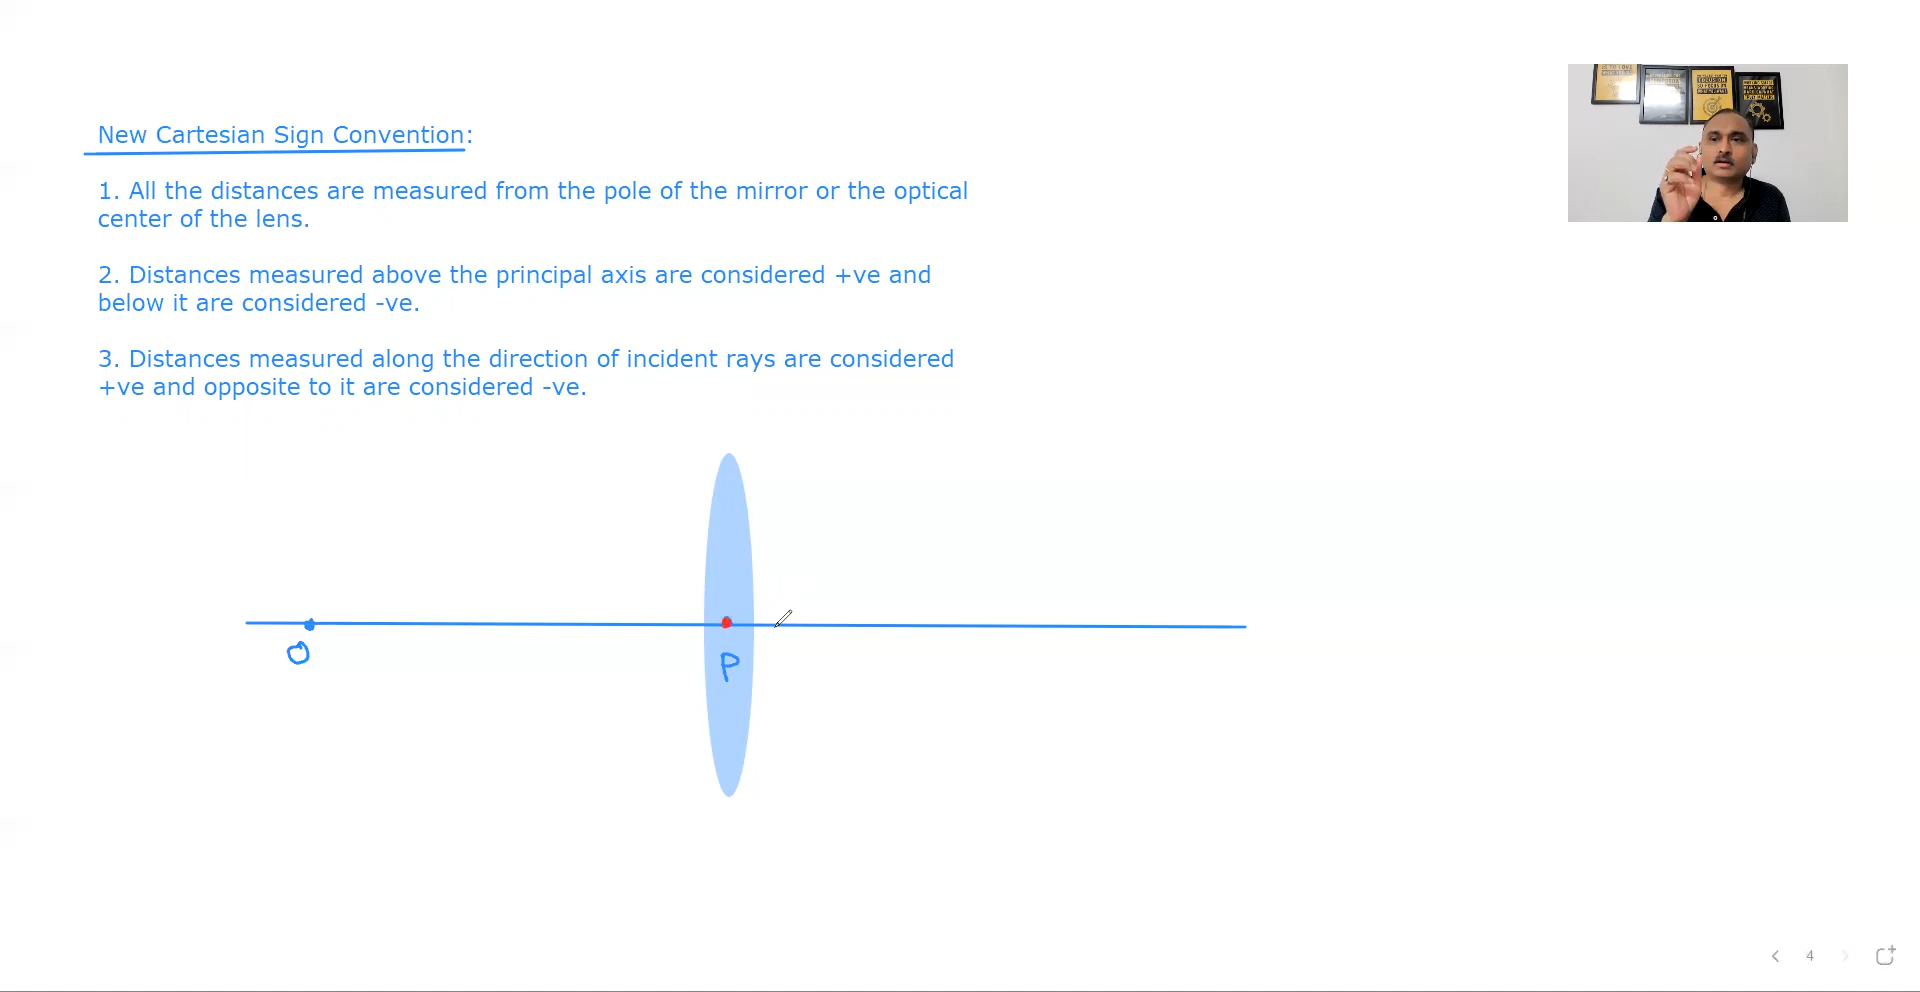 New Cartesian Sign Convention:
1. All the distances are measured from the pole of the mirror or the optical
center of the lens.
2. Distances measured above the principal axis are considered +ve and
below it are considered -ve.
3. Distances measured along the direction of incident rays are considered
+ve and opposite to it are considered -ve.
O
P
4